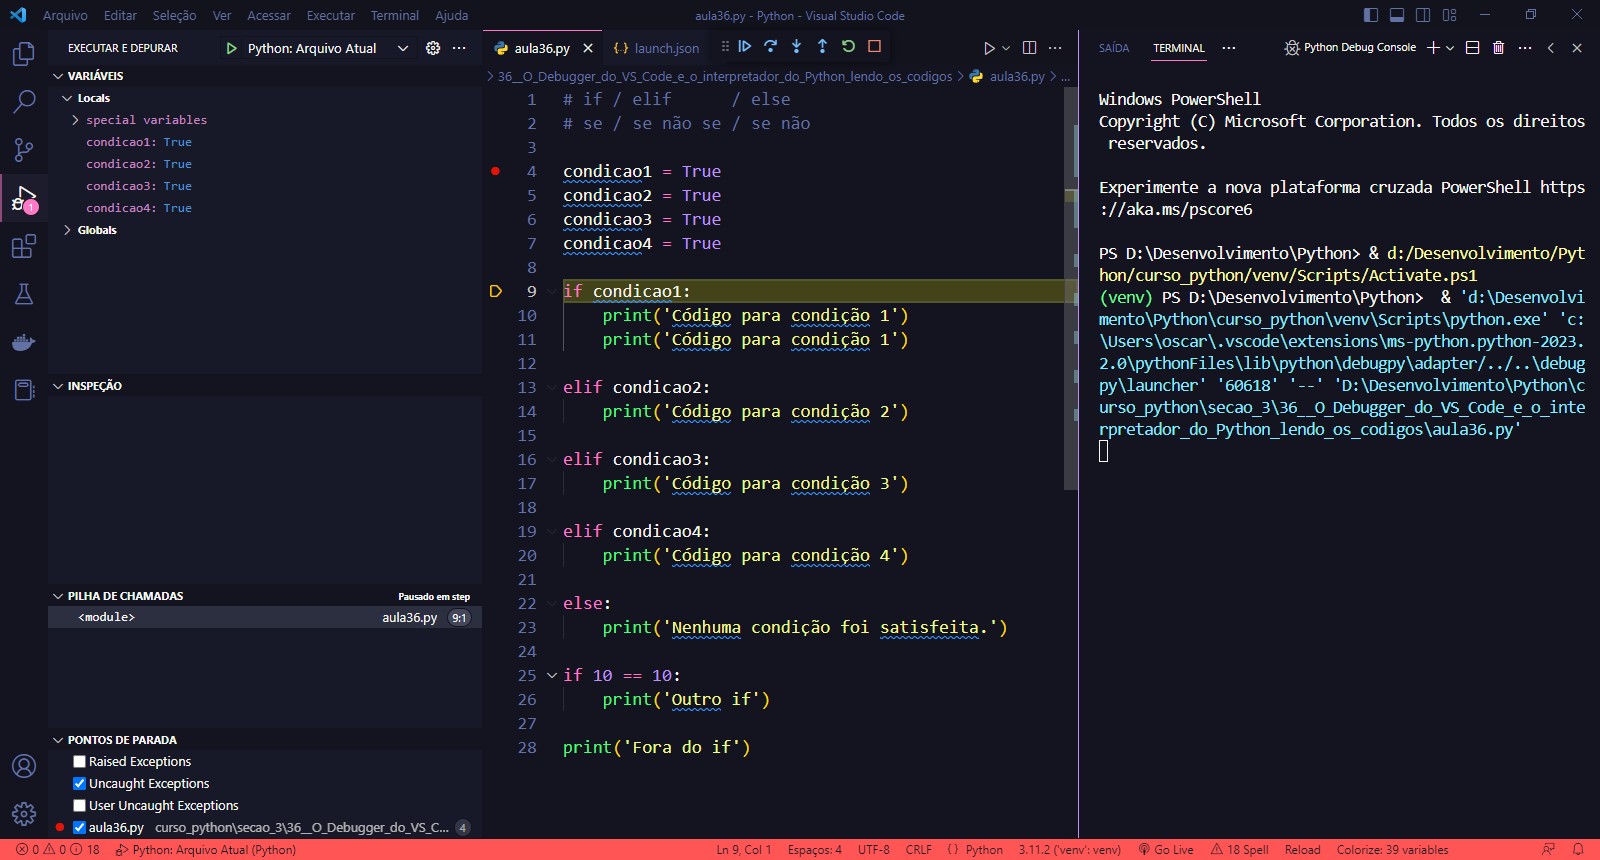 Arquivo Editar Seleção Ver Acessar Executar Terminal Ajuda
aula36.py - Python - Visual Studio Code
EXECUTAR E DEPURAR
Python: Arquivo Atual
VARIÁVEIS
Locals
special variables
condicao1: True
condicao2: True
condicao3: True
condicao4: True
Globals
INSPEÇÃO
PILHA DE CHAMADAS Pausado em step
<module> aula36.py 9:1
PONTOS DE PARADA
Raised Exceptions
Uncaught Exceptions
User Uncaught Exceptions
aula36.py curso_python\secao_3\36__O_Debugger_do_VS_C... 4
1
aula36.py
launch.json
36__O_Debugger_do_VS_Code_e_o_interpretador_do_Python_lendo_os_codigos > aula36.py > ...
1 # if / elif      / else
2 # se / se não se / se não
3
4 condicao1 = True
5 condicao2 = True
6 condicao3 = True
7 condicao4 = True
8
9 if condicao1:
10     print('Código para condição 1')
11     print('Código para condição 1')
12
13 elif condicao2:
14     print('Código para condição 2')
15
16 elif condicao3:
17     print('Código para condição 3')
18
19 elif condicao4:
20     print('Código para condição 4')
21
22 else:
23     print('Nenhuma condição foi satisfeita.')
24
25 if 10 == 10:
26     print('Outro if')
27
28 print('Fora do if')
SAÍDA TERMINAL ... Python Debug Console
Windows PowerShell
Copyright (C) Microsoft Corporation. Todos os direitos
 reservados.
Experimente a nova plataforma cruzada PowerShell https
://aka.ms/pscore6
PS D:\Desenvolvimento\Python> & d:/Desenvolvimento/Pyt
hon/curso_python/venv/Scripts/Activate.ps1
(venv) PS D:\Desenvolvimento\Python>  & 'd:\Desenvolvi
mento\Python\curso_python\venv\Scripts\python.exe' 'c:
\Users\oscar\.vscode\extensions\ms-python.python-2023.
2.0\pythonFiles\lib\python\debugpy\adapter/../..\debug
py\launcher' '60618' '--' 'D:\Desenvolvimento\Python\c
urso_python\secao_3\36__O_Debugger_do_VS_Code_e_o_inte
rpretador_do_Python_lendo_os_codigos\aula36.py'
0 0 18 Python: Arquivo Atual (Python) Ln 9, Col 1 Espaços: 4 UTF-8 CRLF Python 3.11.2 ('venv': venv) Go Live 18 Spell Reload Colorize: 39 variables